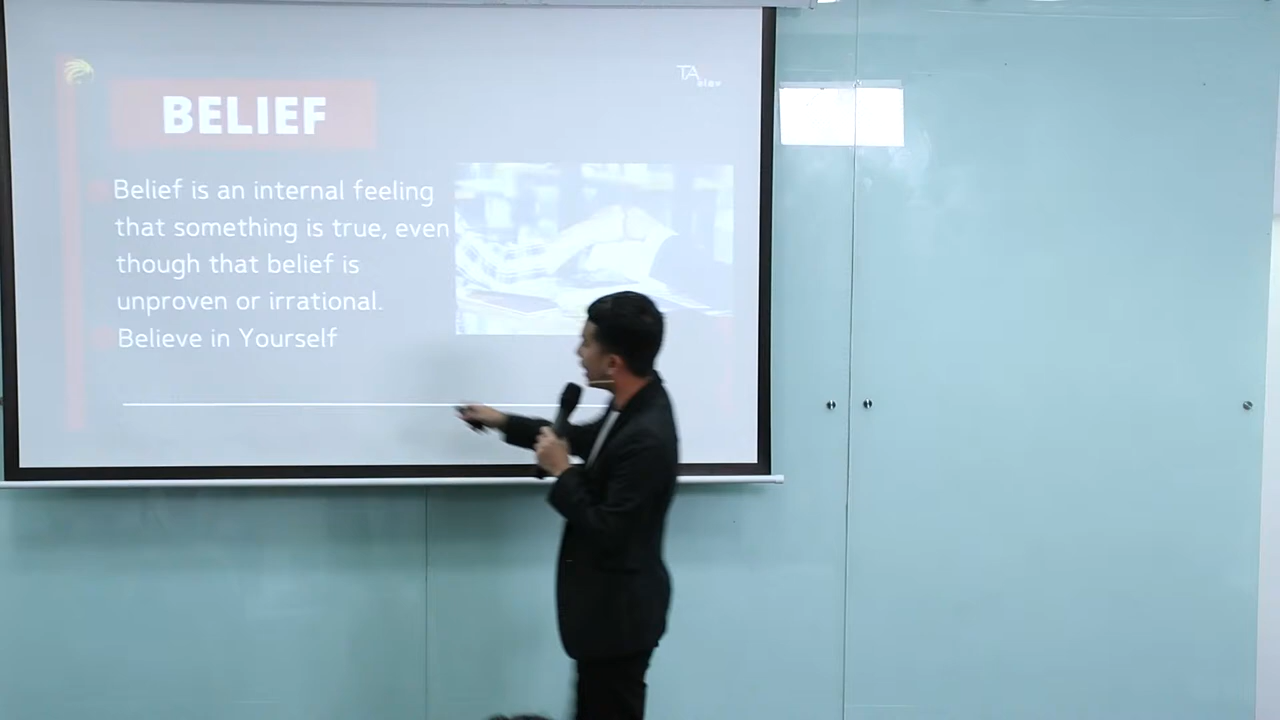 BELIEF
TA
Belief is an internal feeling
that something is true, even
though that belief is
unproven or irrational.
Believe in Yourself